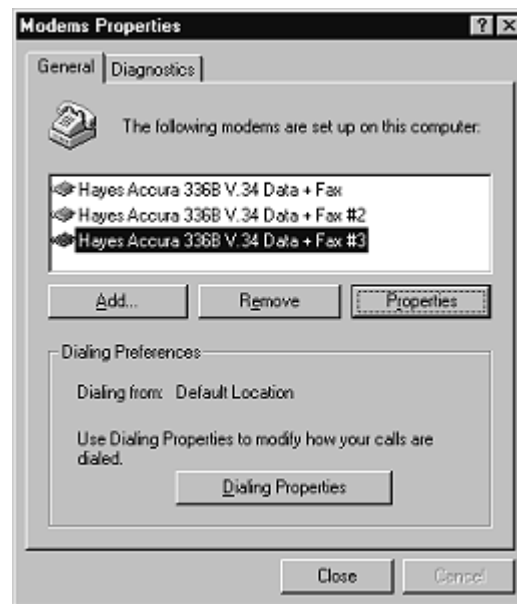 Modems Properties
General Diagnostics
The following modems are set up on this computer:
Hayes Accura 336B V.34 Data + Fax
Hayes Accura 336B V.34 Data + Fax #2
Hayes Accura 336B V.34 Data + Fax #3
Add... Remove Properties
Dialing Preferences
Dialing from: Default Location
Use Dialing Properties to modify how your calls are
dialed.
Dialing Properties
Close Cancel